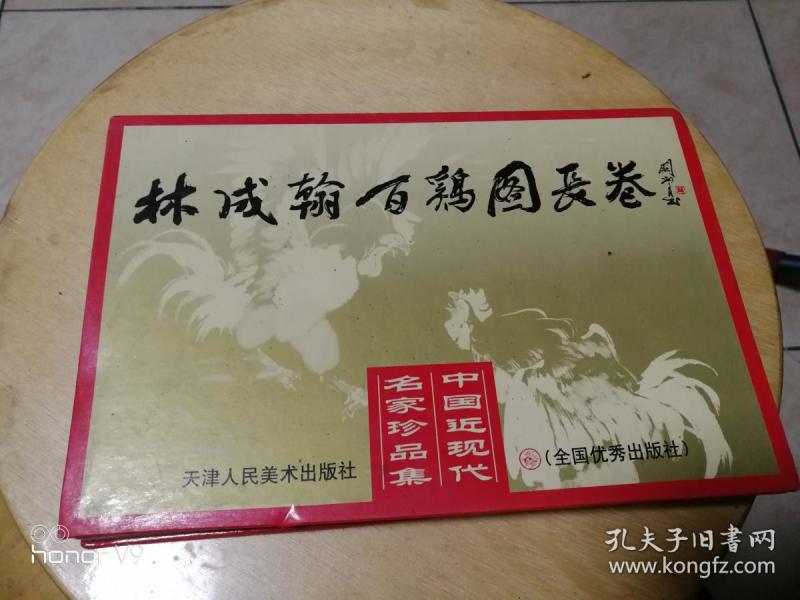 林成翰百鸡图長卷
中国近现代
名家珍品集
天津人民美术出版社
(全国优秀出版社)
honor V9
孔夫子旧书网
www.kongfz.com